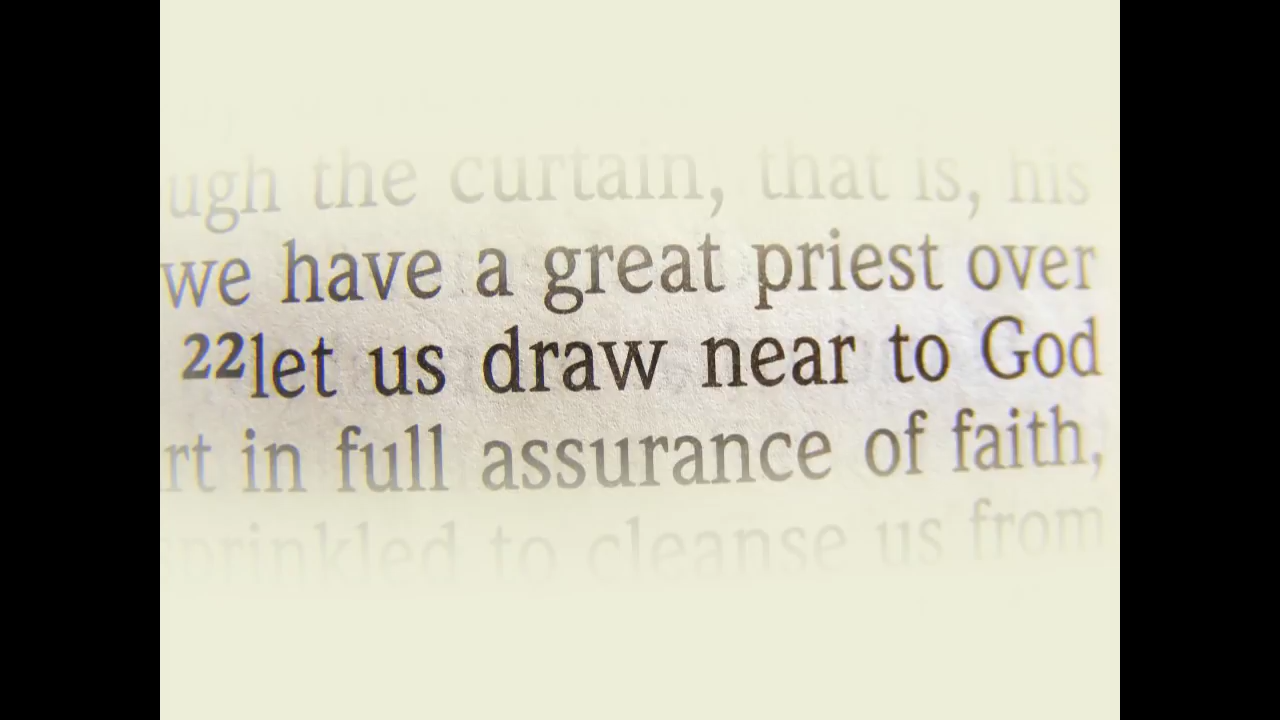 ugh the curtain, that is, his
we have a great priest over
22let us draw near to God
rt in full assurance of faith,
prinkled to cleanse us from